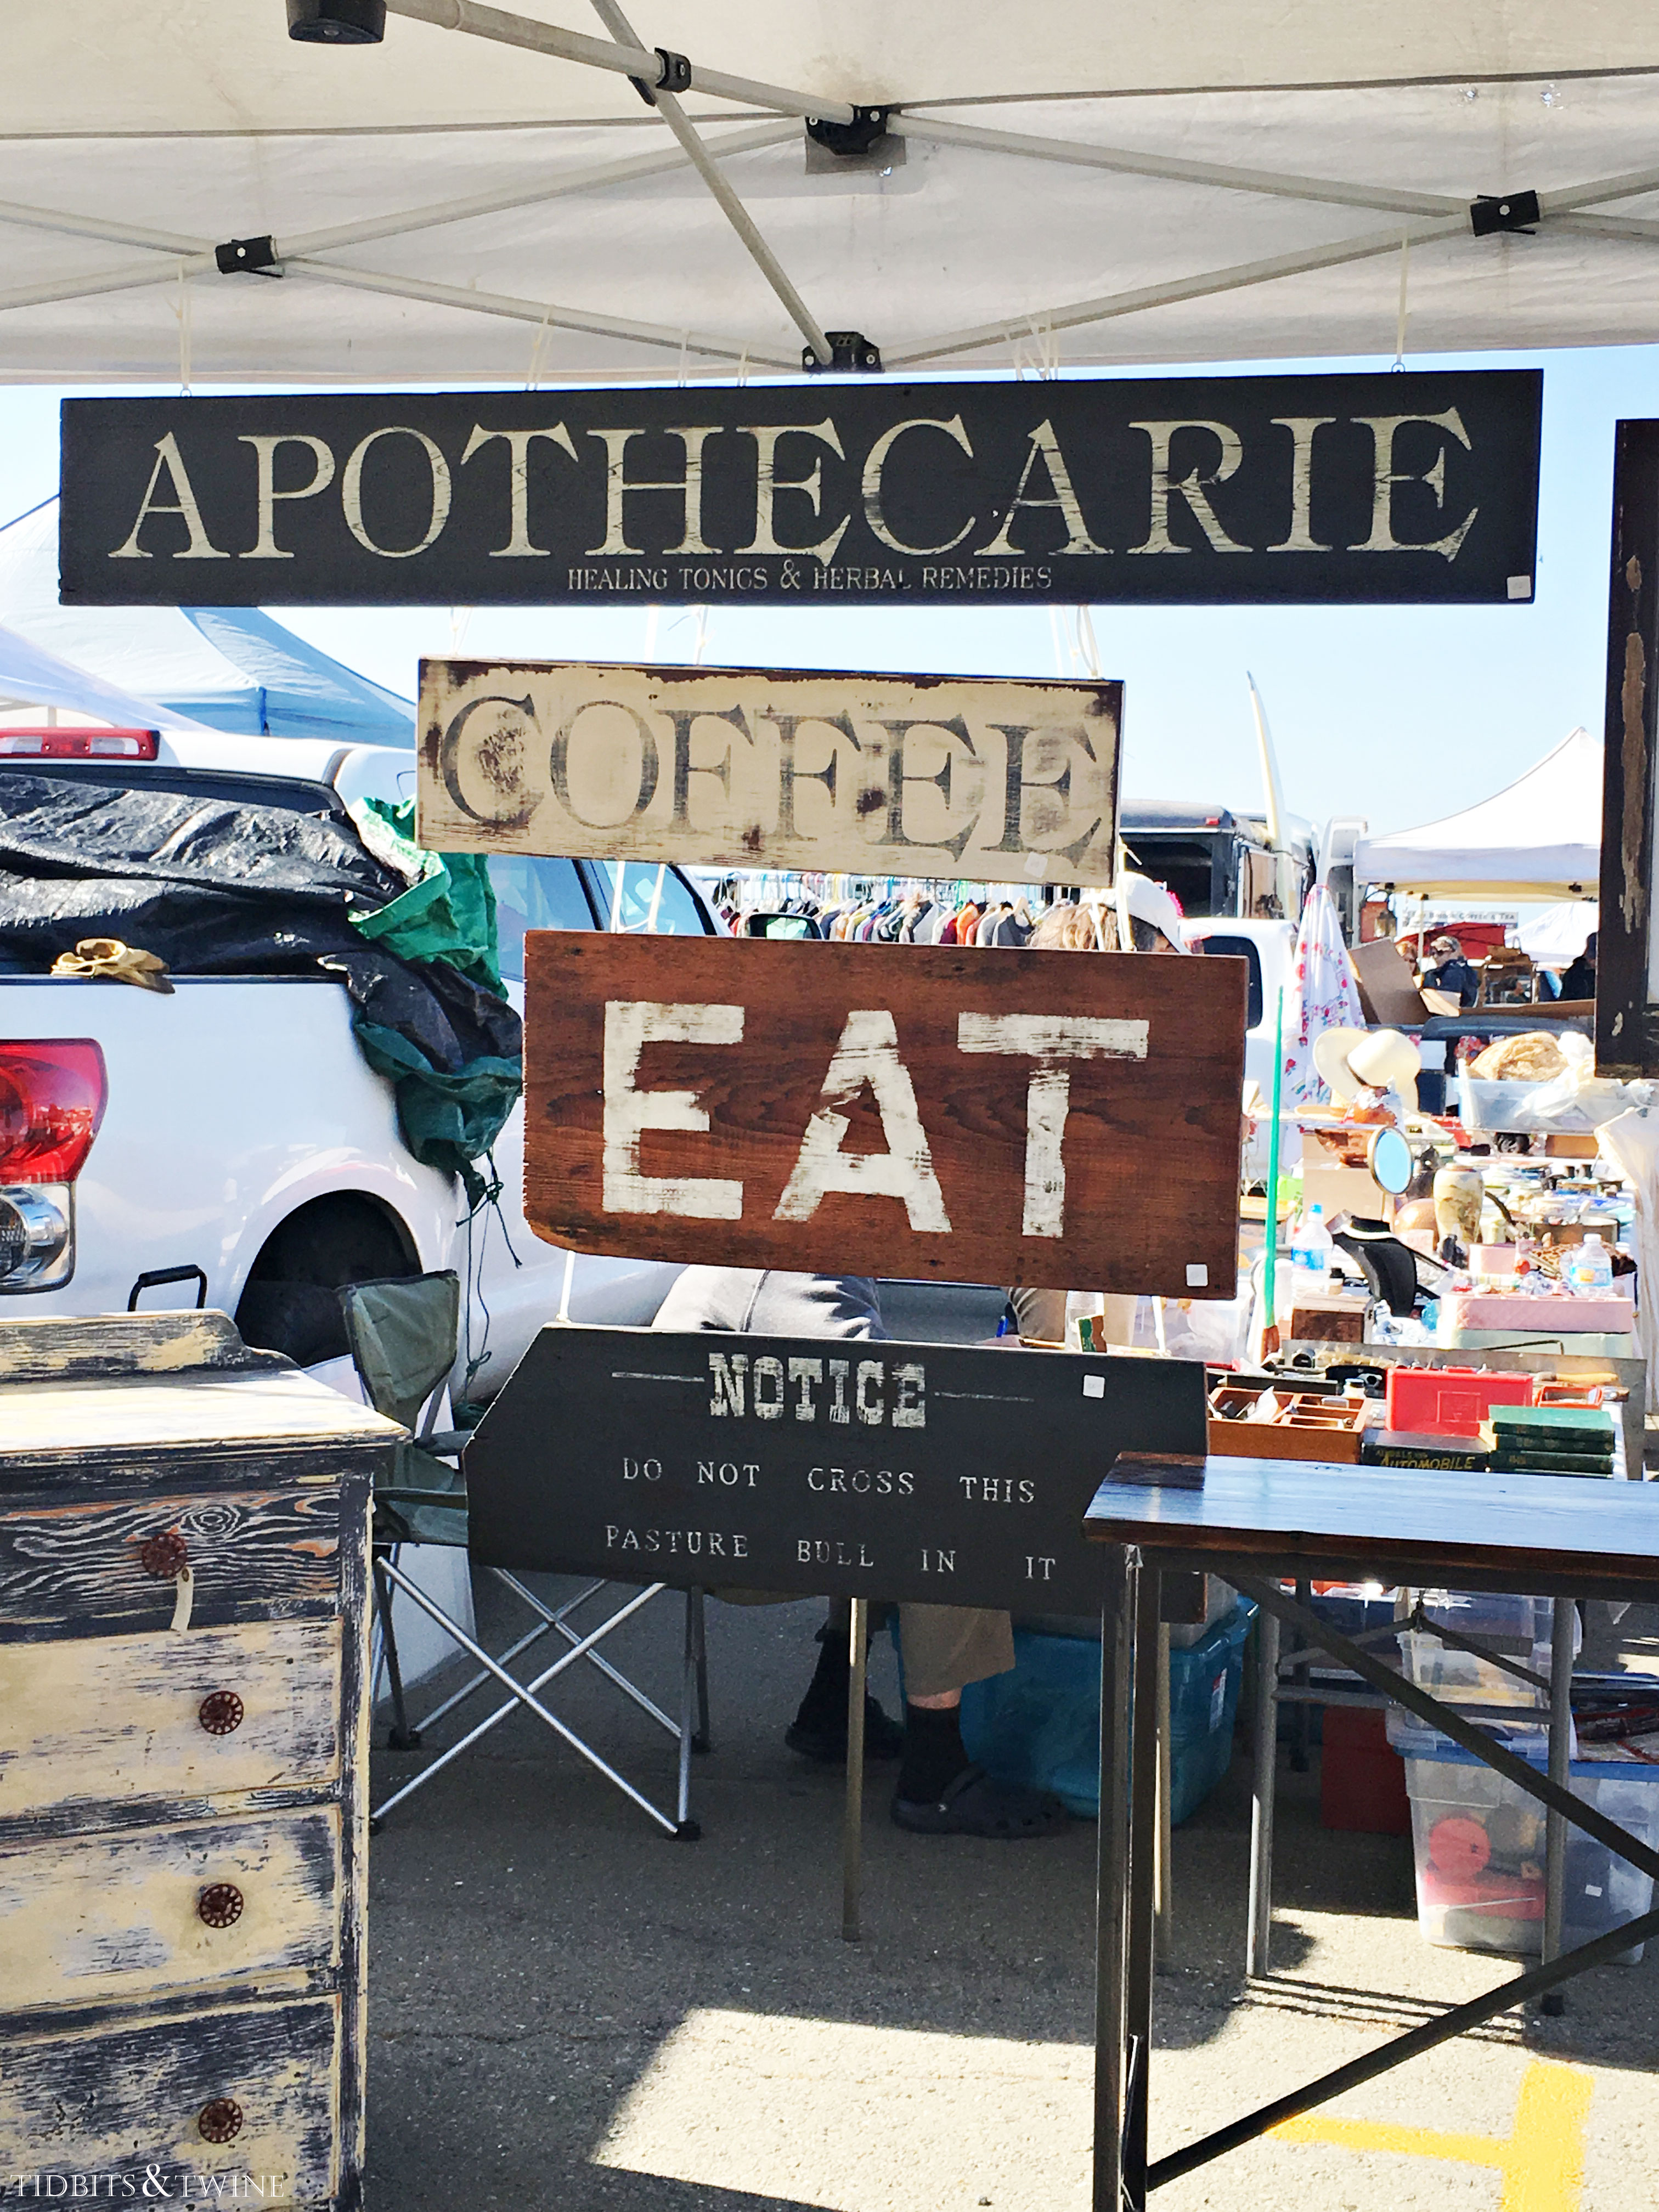 APOTHECARIE
HEALING TONICS & HERBAL REMEDIES
COFFEE
EAT
NOTICE
DO NOT CROSS THIS
PASTURE BULL IN IT
AUTOMOBILE
TIDBITS&TWINE